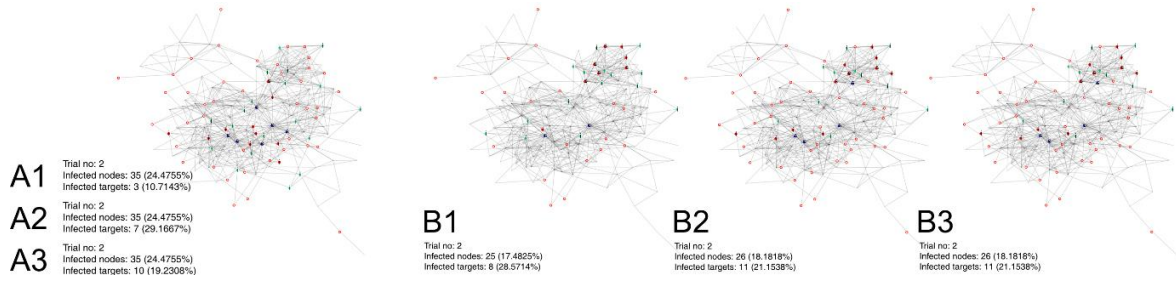 A1
Trial no: 2
Infected nodes: 35 (24.4755%)
Infected targets: 3 (10.7143%)
A2
Trial no: 2
Infected nodes: 35 (24.4755%)
Infected targets: 7 (29.1667%)
A3
Trial no: 2
Infected nodes: 35 (24.4755%)
Infected targets: 10 (19.2308%)
B1
Trial no: 2
Infected nodes: 25 (17.4825%)
Infected targets: 8 (28.5714%)
B2
Trial no: 2
Infected nodes: 26 (18.1818%)
Infected targets: 11 (21.1538%)
B3
Trial no: 2
Infected nodes: 26 (18.1818%)
Infected targets: 11 (21.1538%)